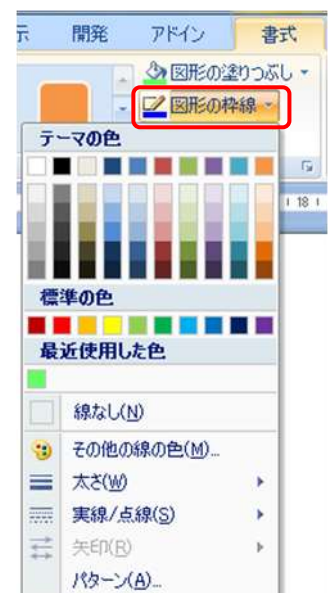 開発 アドイン 書式
図形の塗りつぶし
図形の枠線
テーマの色
18
標準の色
最近使用した色
線なし(N)
その他の線の色(M)...
太さ(W)
実線/点線(S)
矢印(R)
パターン(A)...